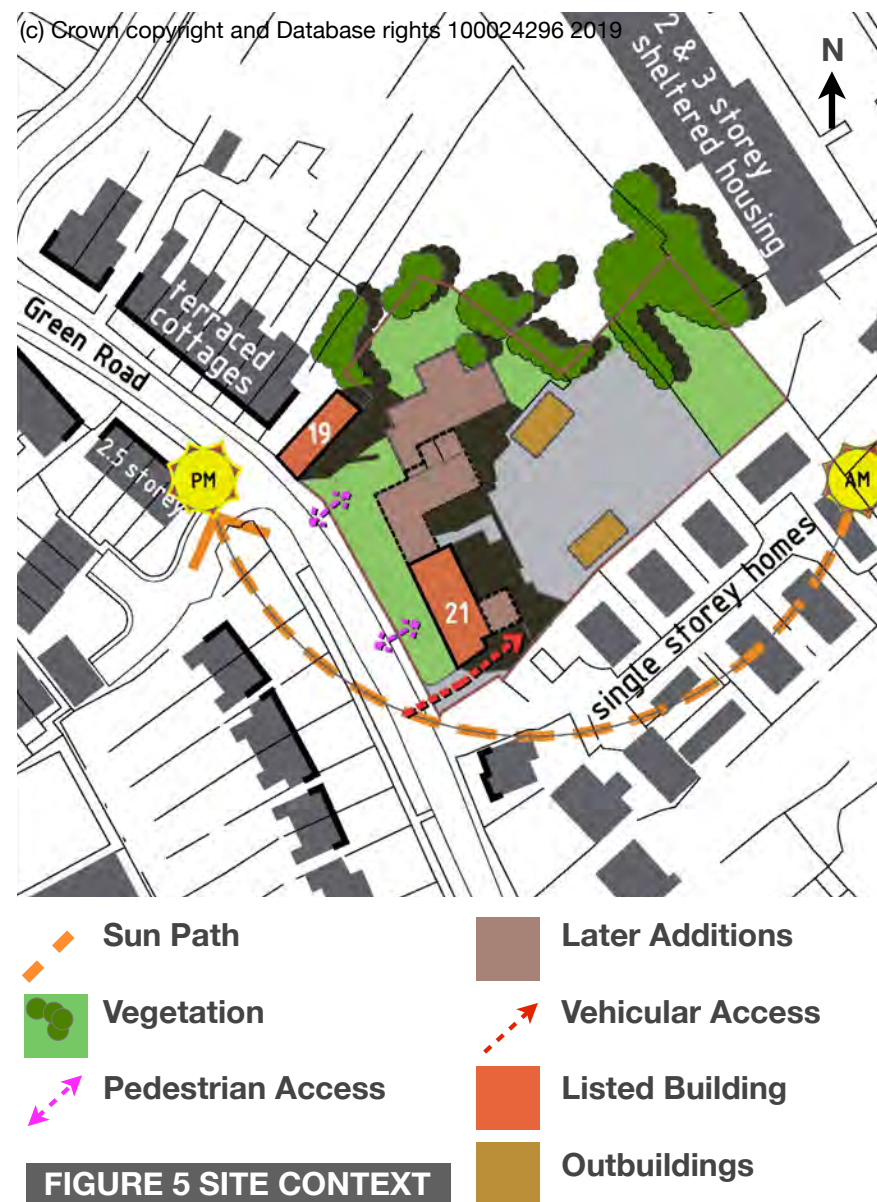 (c) Crown copyright and Database rights 100024296 2019
N
2 & 3 storey
sheltered housing
Green Road
terraced
cottages
19
2.5 storey
PM
AM
21
single storey homes
Sun Path
Later Additions
Vegetation
Vehicular Access
Pedestrian Access
Listed Building
Outbuildings
FIGURE 5 SITE CONTEXT